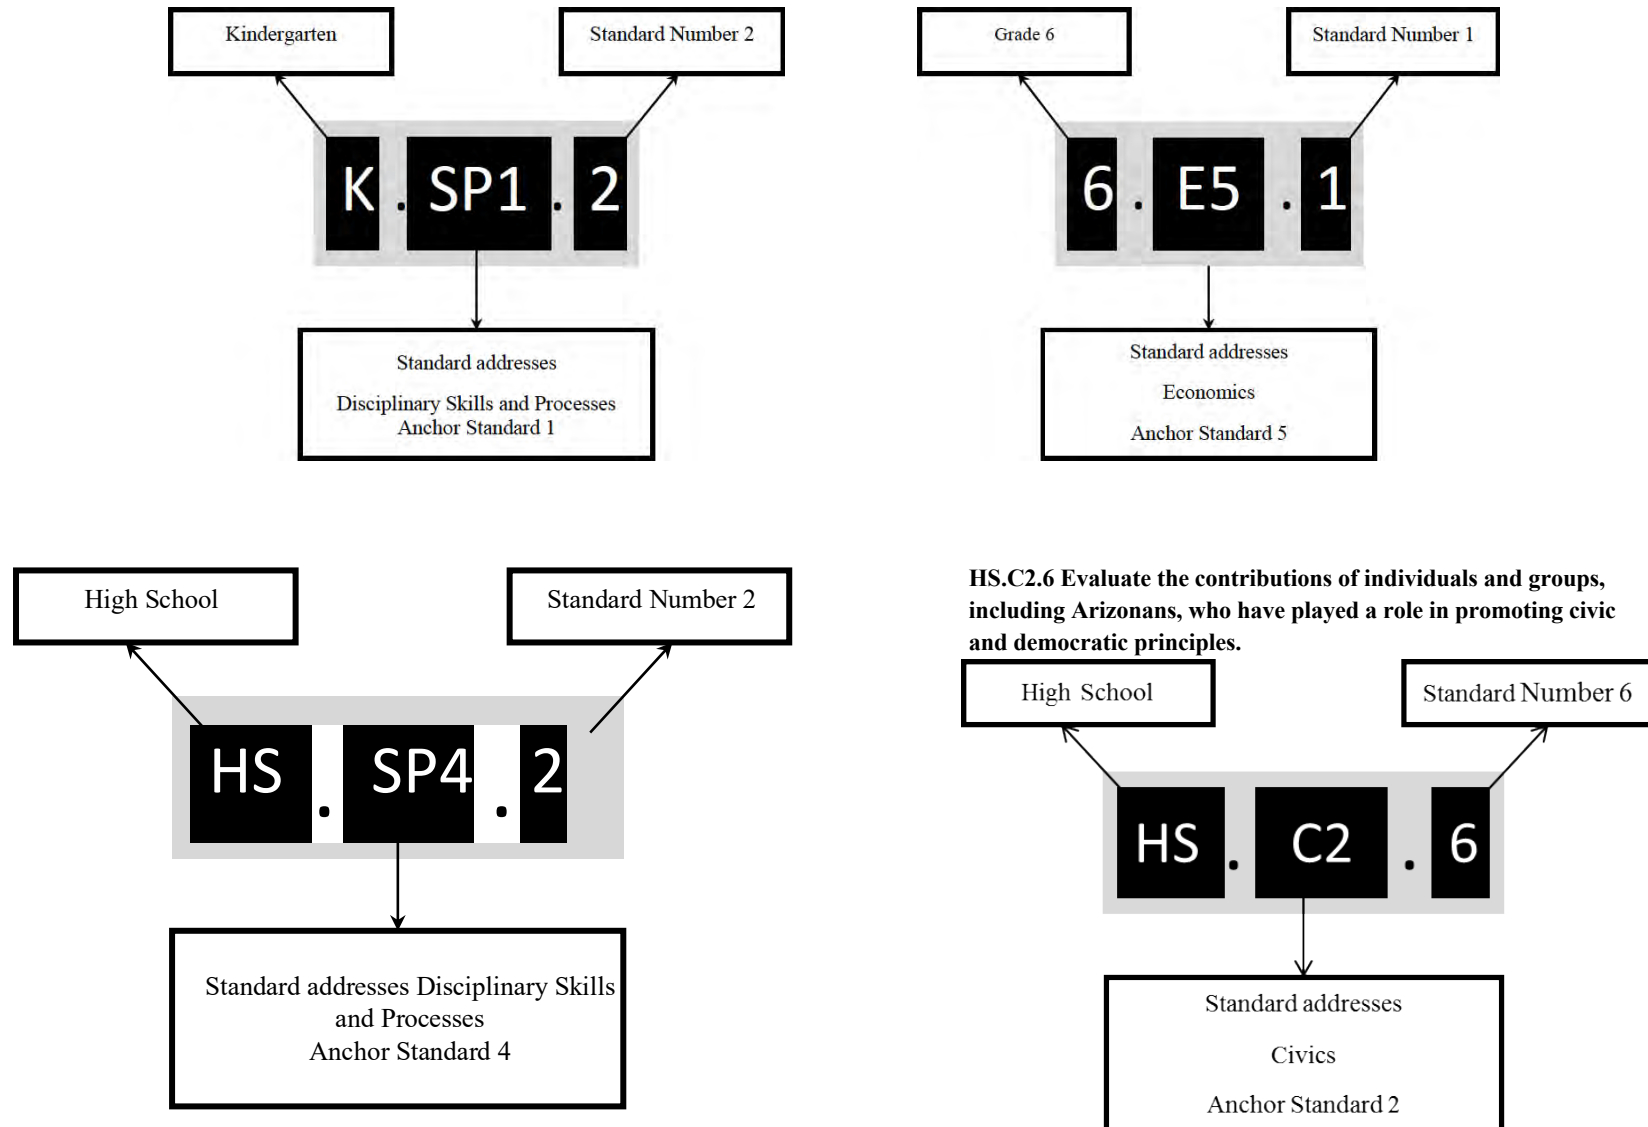 Kindergarten
Standard Number 2
K . SP1 . 2
Standard addresses
Disciplinary Skills and Processes
Anchor Standard 1
Grade 6
Standard Number 1
6 . E5 . 1
Standard addresses
Economics
Anchor Standard 5
High School
Standard Number 2
HS . SP4 . 2
Standard addresses Disciplinary Skills
and Processes
Anchor Standard 4
HS.C2.6 Evaluate the contributions of individuals and groups,
including Arizonans, who have played a role in promoting civic
and democratic principles.
High School
Standard Number 6
HS . C2 . 6
Standard addresses
Civics
Anchor Standard 2